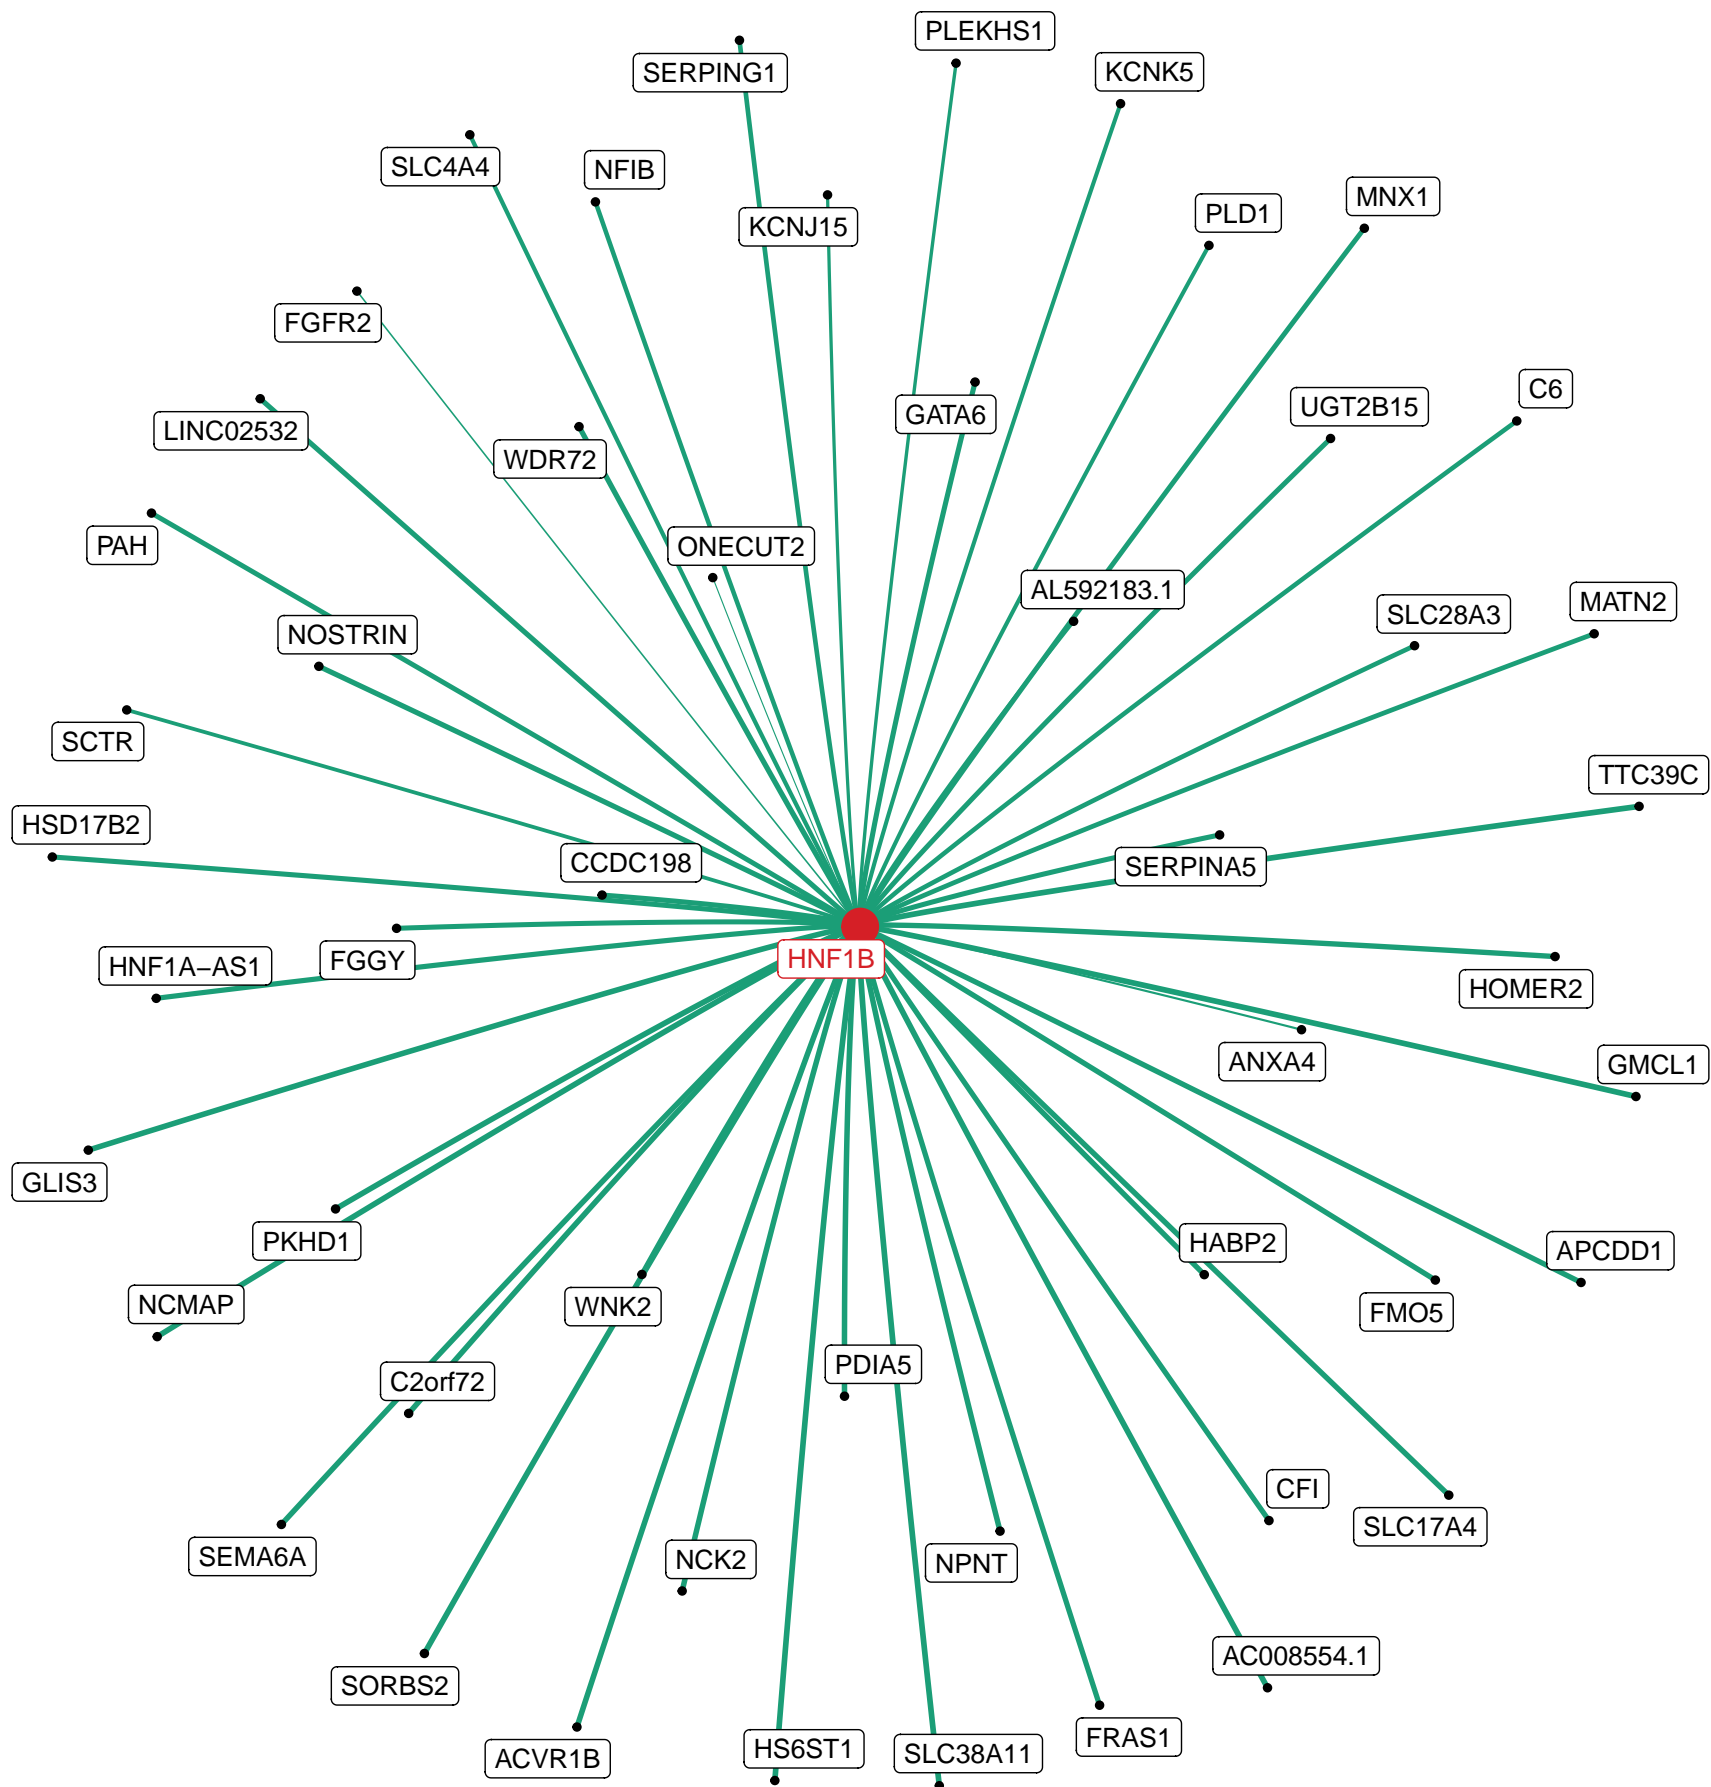 PLEKHS1
SERPING1
KCNK5
SLC4A4
NFIB
MNX1
PLD1
KCNJ15
FGFR2
C6
UGT2B15
GATA6
LINC02532
WDR72
PAH
ONECUT2
AL592183.1
MATN2
SLC28A3
NOSTRIN
SCTR
TTC39C
HSD17B2
CCDC198
SERPINA5
HNF1B
FGGY
HNF1A–AS1
HOMER2
ANXA4
GMCL1
GLIS3
PKHD1
HABP2
APCDD1
NCMAP
WNK2
FMO5
PDIA5
C2orf72
CFI
SLC17A4
SEMA6A
NCK2
NPNT
AC008554.1
SORBS2
FRAS1
HS6ST1
SLC38A11
ACVR1B